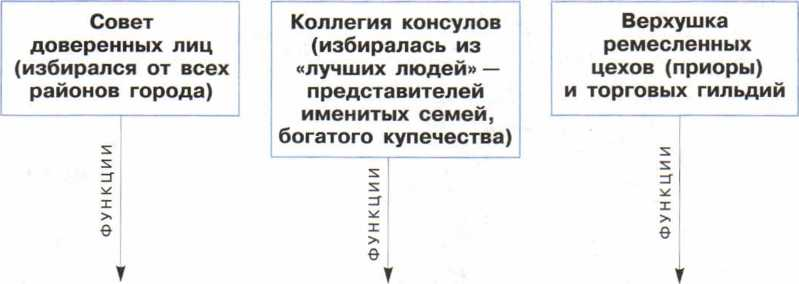 Совет
доверенных лиц
(избирался от всех
районов города)
Коллегия консулов
(избиралась из
«лучших людей» —
представителей
именитых семей,
богатого купечества)
Верхушка
ремесленных
цехов (приоры)
и торговых гильдий
ФУНКЦИИ
ФУНКЦИИ
ФУНКЦИИ